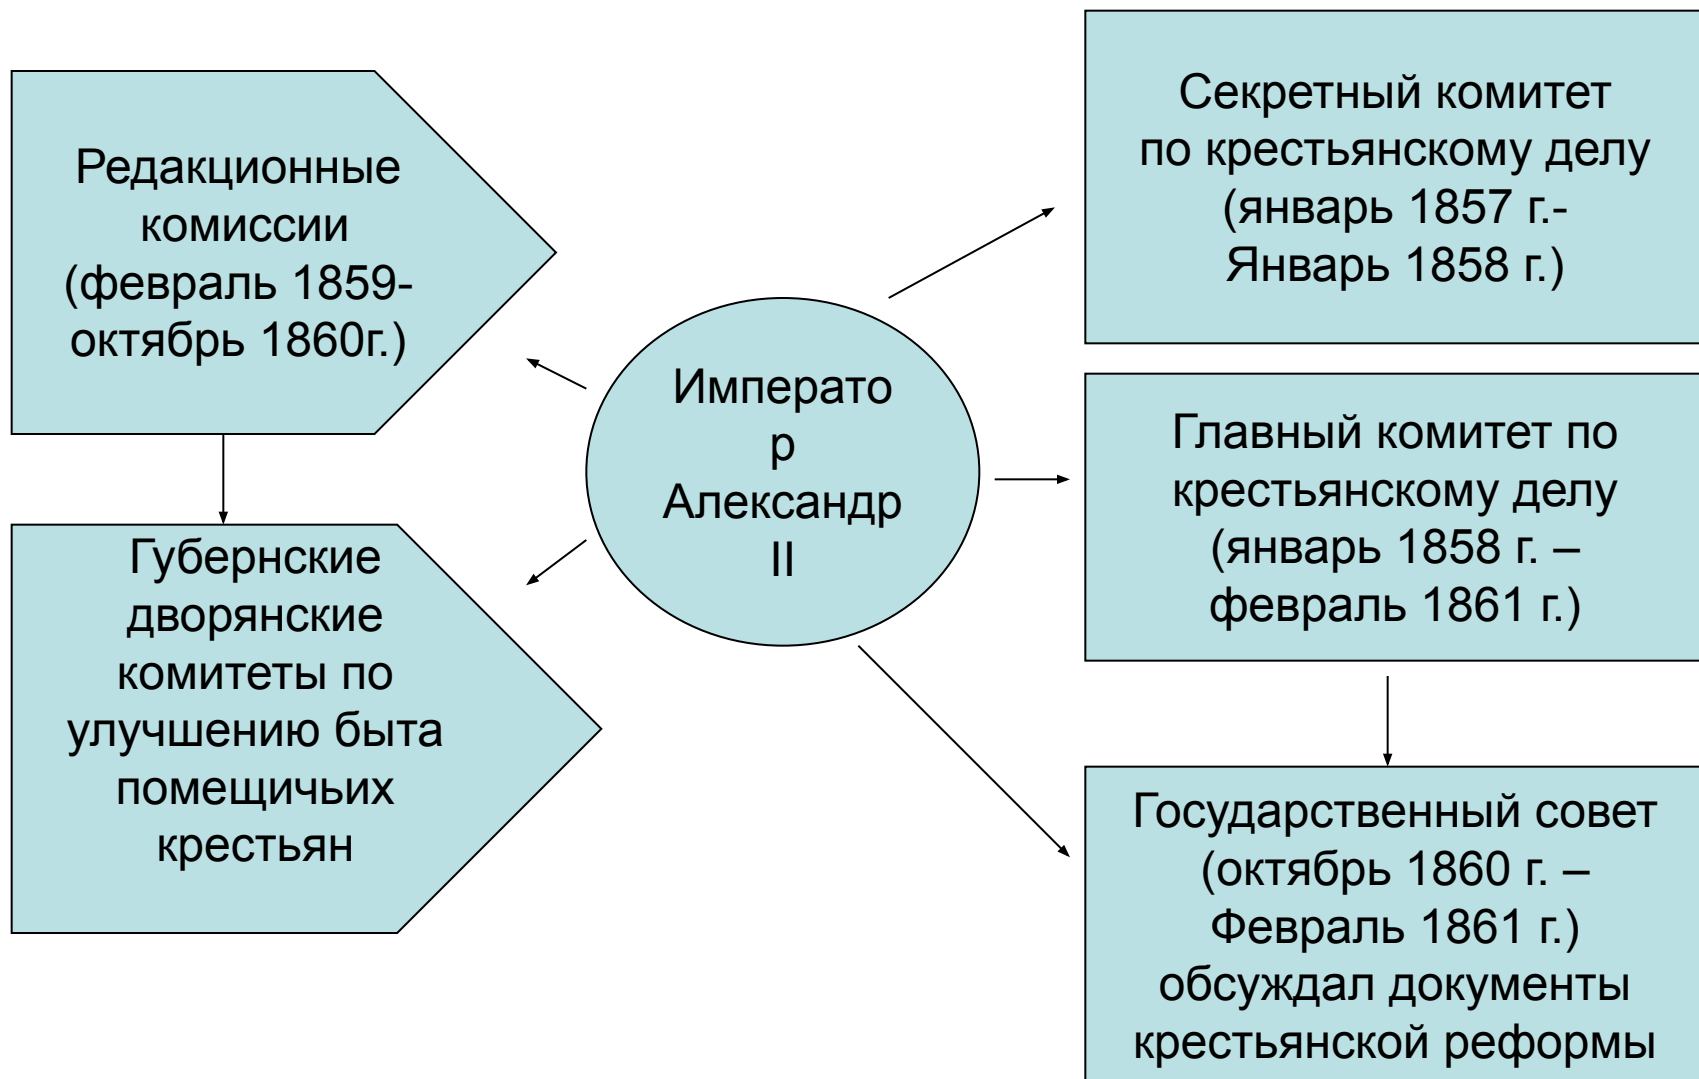 Редакционные
комиссии
(февраль 1859-
октябрь 1860г.)
Губернские
дворянские
комитеты по
улучшению быта
помещичьих
крестьян
Императо
р
Александр
II
Секретный комитет
по крестьянскому делу
(январь 1857 г.-
Январь 1858 г.)
Главный комитет по
крестьянскому делу
(январь 1858 г. –
февраль 1861 г.)
Государственный совет
(октябрь 1860 г. –
Февраль 1861 г.)
обсуждал документы
крестьянской реформы